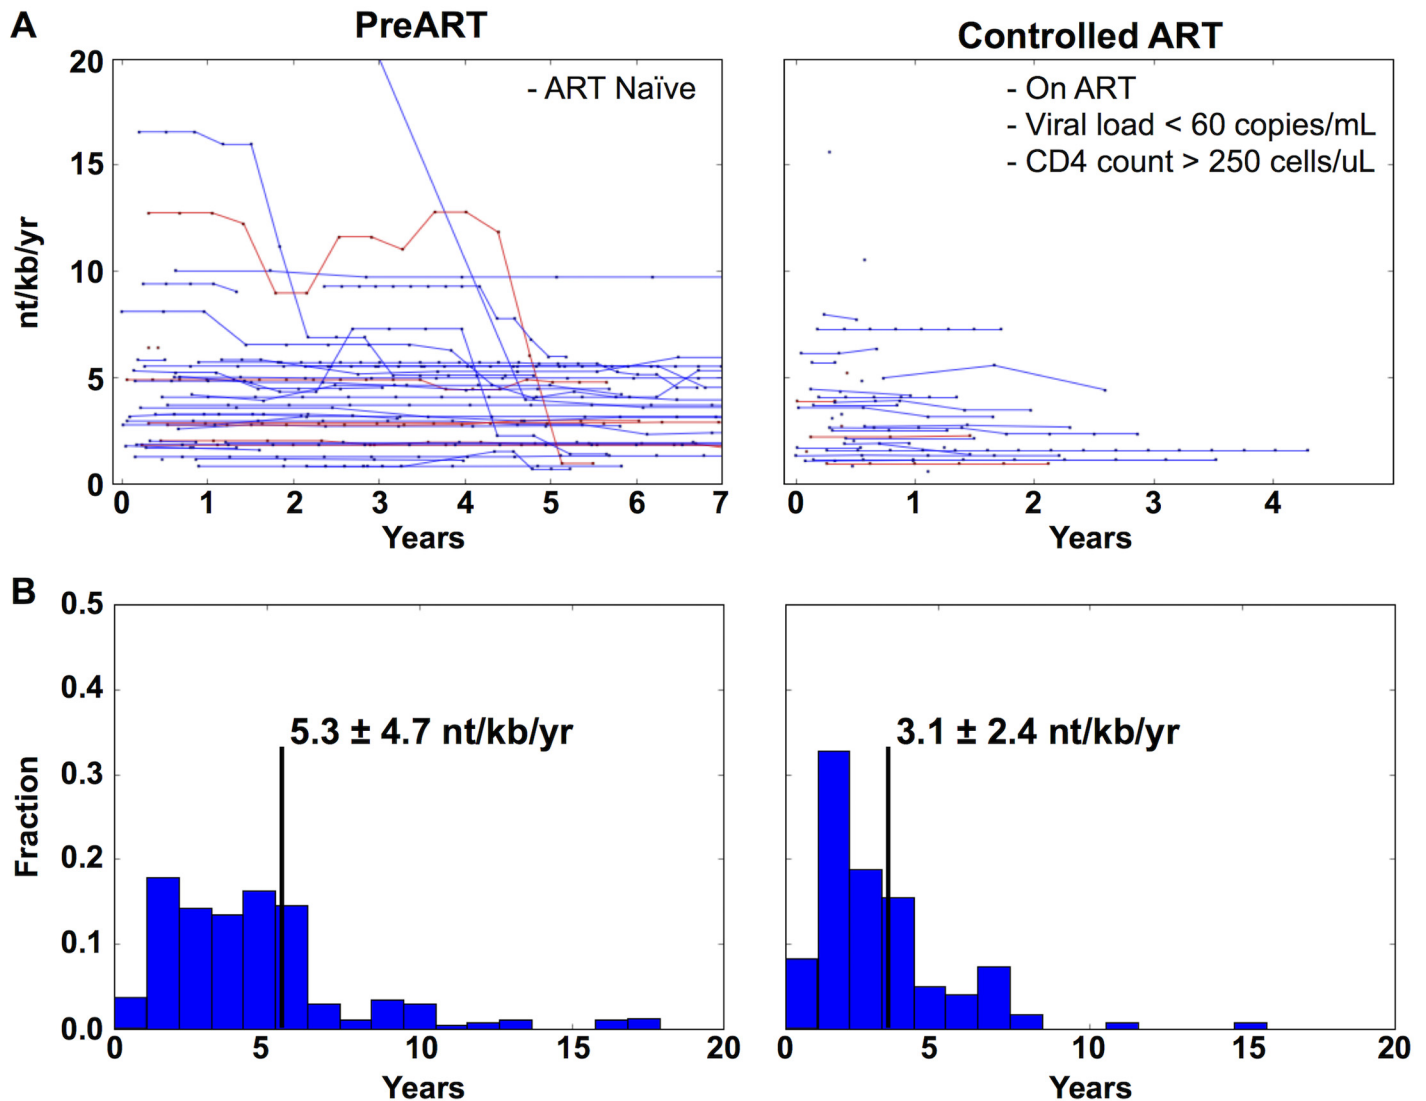 A
PreART
Controlled ART
20
15
10
5
0
nt/kb/yr
- ART Naïve
0 1 2 3 4 5 6 7
Years
- On ART
- Viral load < 60 copies/mL
- CD4 count > 250 cells/uL
0 1 2 3 4
Years
B
0.5
0.4
0.3
0.2
0.1
0.0
Fraction
5.3 ± 4.7 nt/kb/yr
0 5 10 15 20
Years
3.1 ± 2.4 nt/kb/yr
0 5 10 15 20
Years